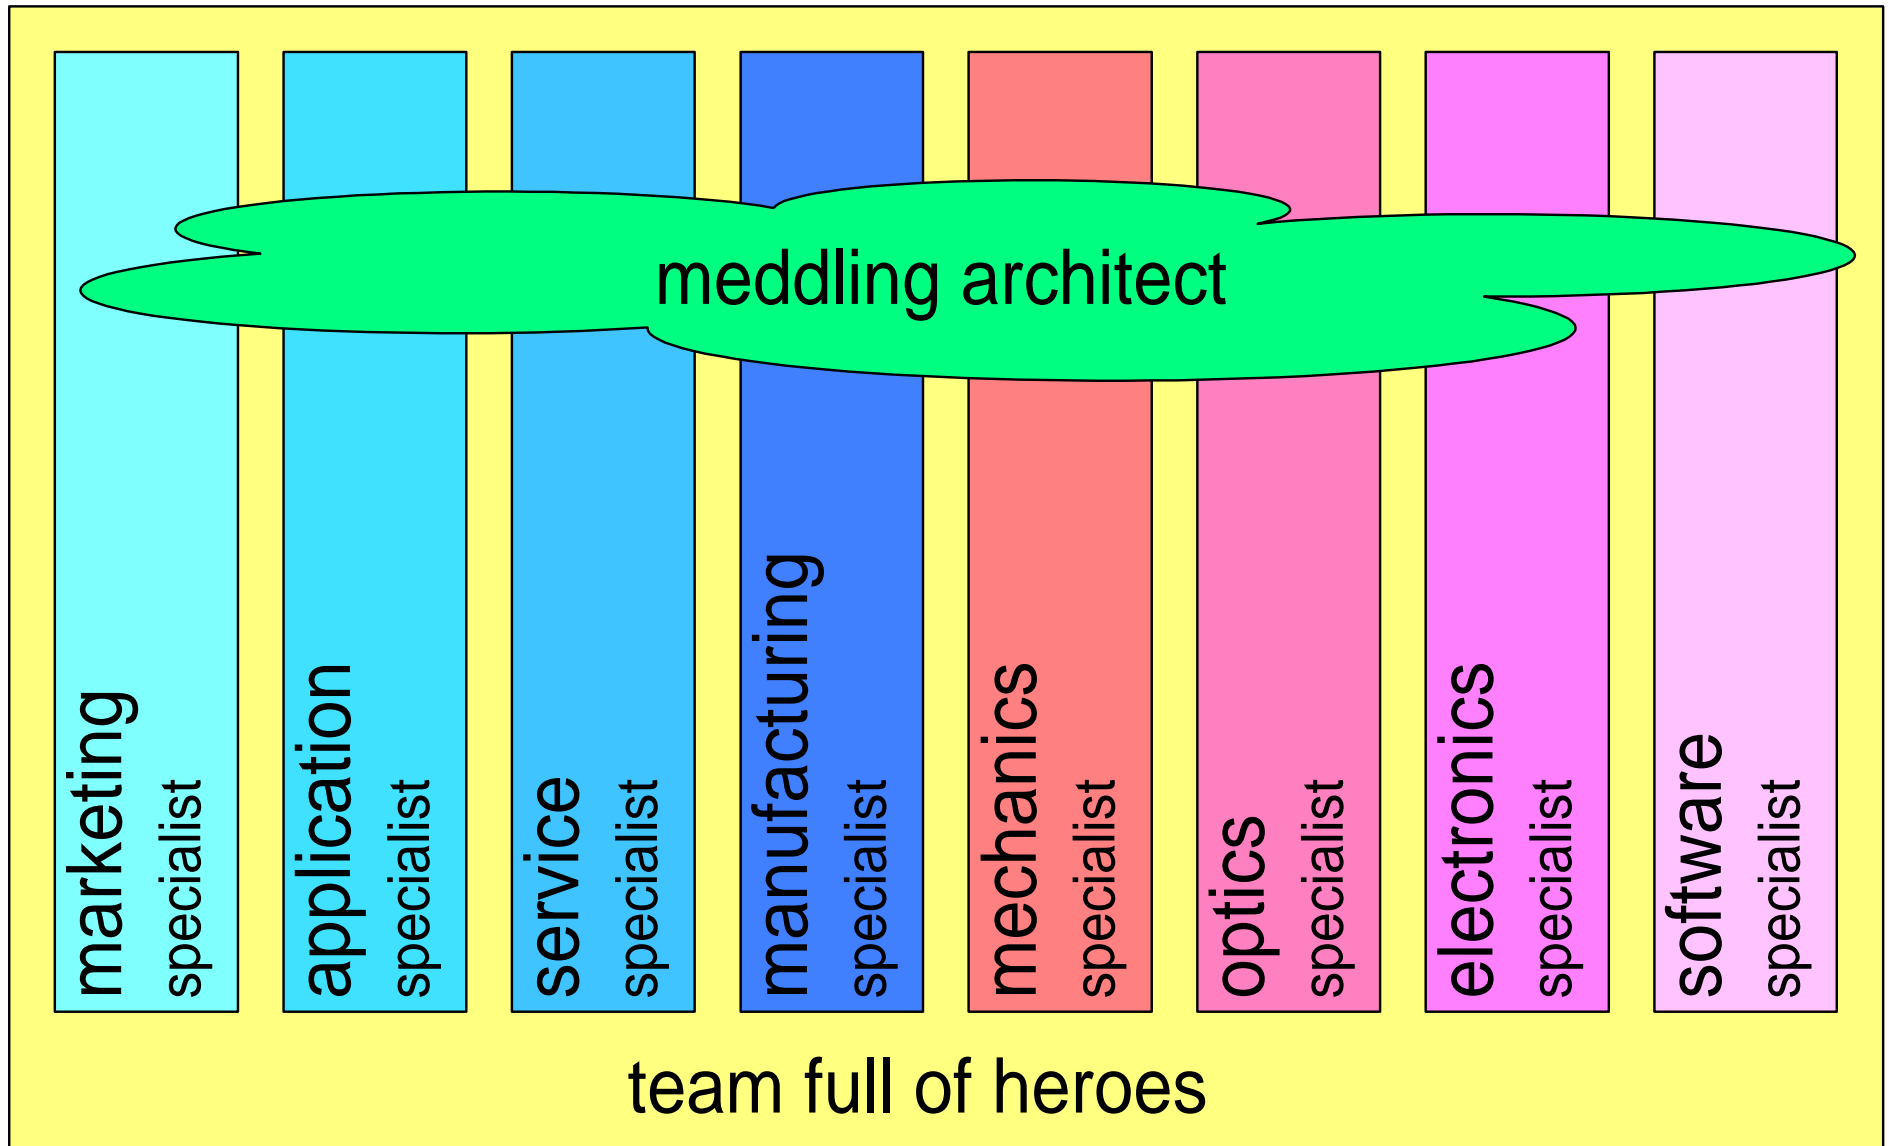 meddling architect
marketing
specialist
application
specialist
service
specialist
manufacturing
specialist
mechanics
specialist
optics
specialist
electronics
specialist
software
specialist
team full of heroes